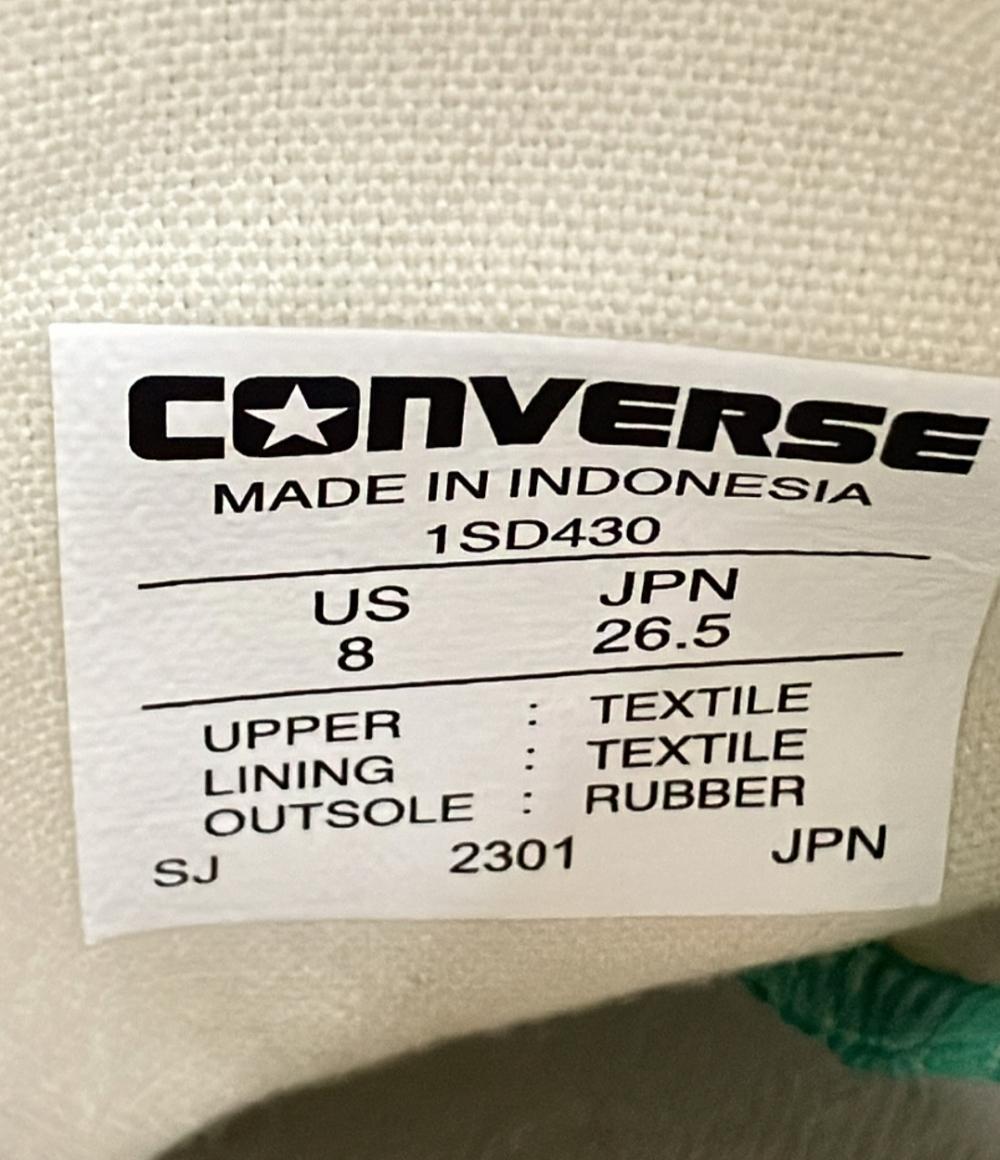 CONVERSE
MADE IN INDONESIA
1SD430
US JPN
8 26.5
UPPER : TEXTILE
LINING : TEXTILE
OUTSOLE : RUBBER
SJ 2301 JPN